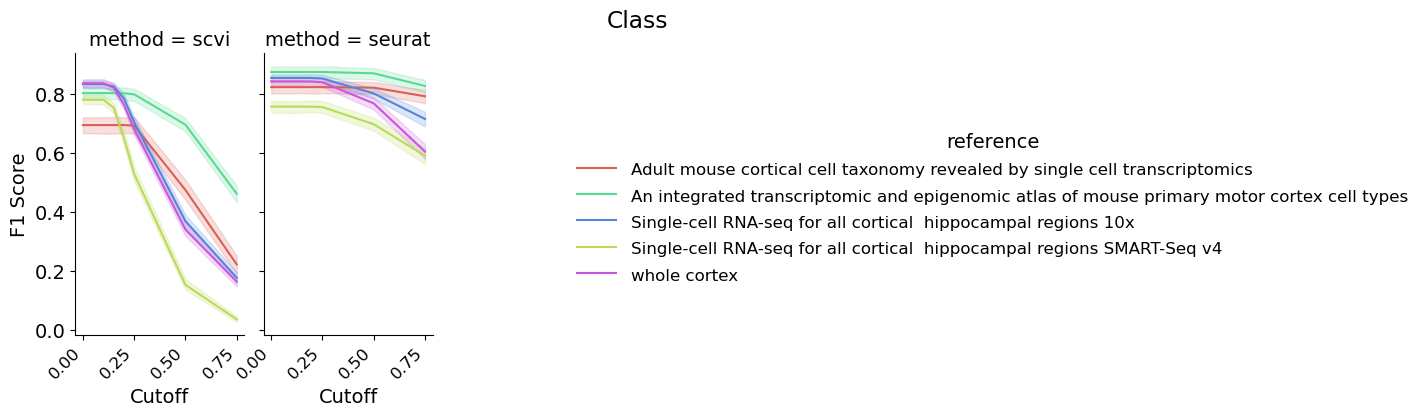 Class
method = scvi
method = seurat
F1 Score
0.8
0.6
0.4
0.2
0.0
0.00
0.25
0.50
0.75
0.00
0.25
0.50
0.75
Cutoff
Cutoff
reference
Adult mouse cortical cell taxonomy revealed by single cell transcriptomics
An integrated transcriptomic and epigenomic atlas of mouse primary motor cortex cell types
Single-cell RNA-seq for all cortical  hippocampal regions 10x
Single-cell RNA-seq for all cortical  hippocampal regions SMART-Seq v4
whole cortex